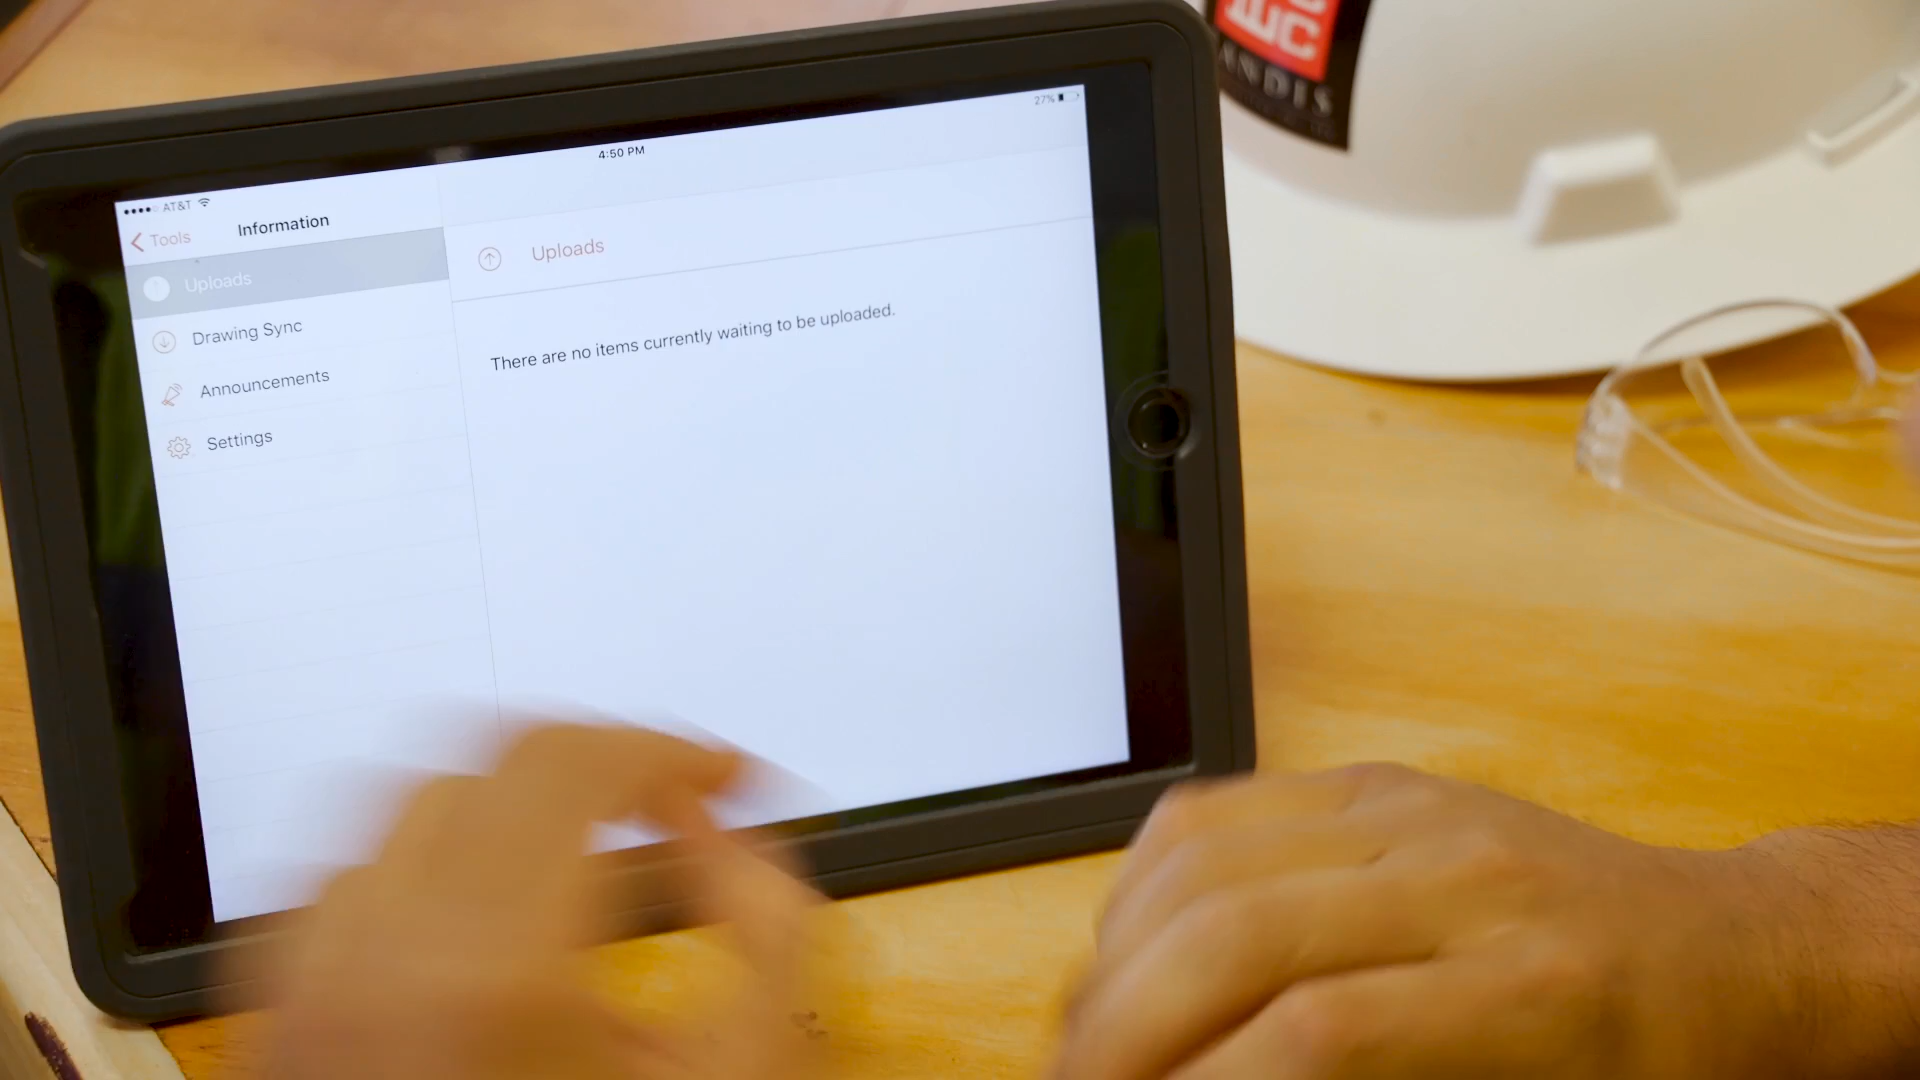 27%
4:50 PM
AT&T
Tools
Information
Uploads
Uploads
Drawing Sync
Announcements
Settings
There are no items currently waiting to be uploaded.
ANDIS